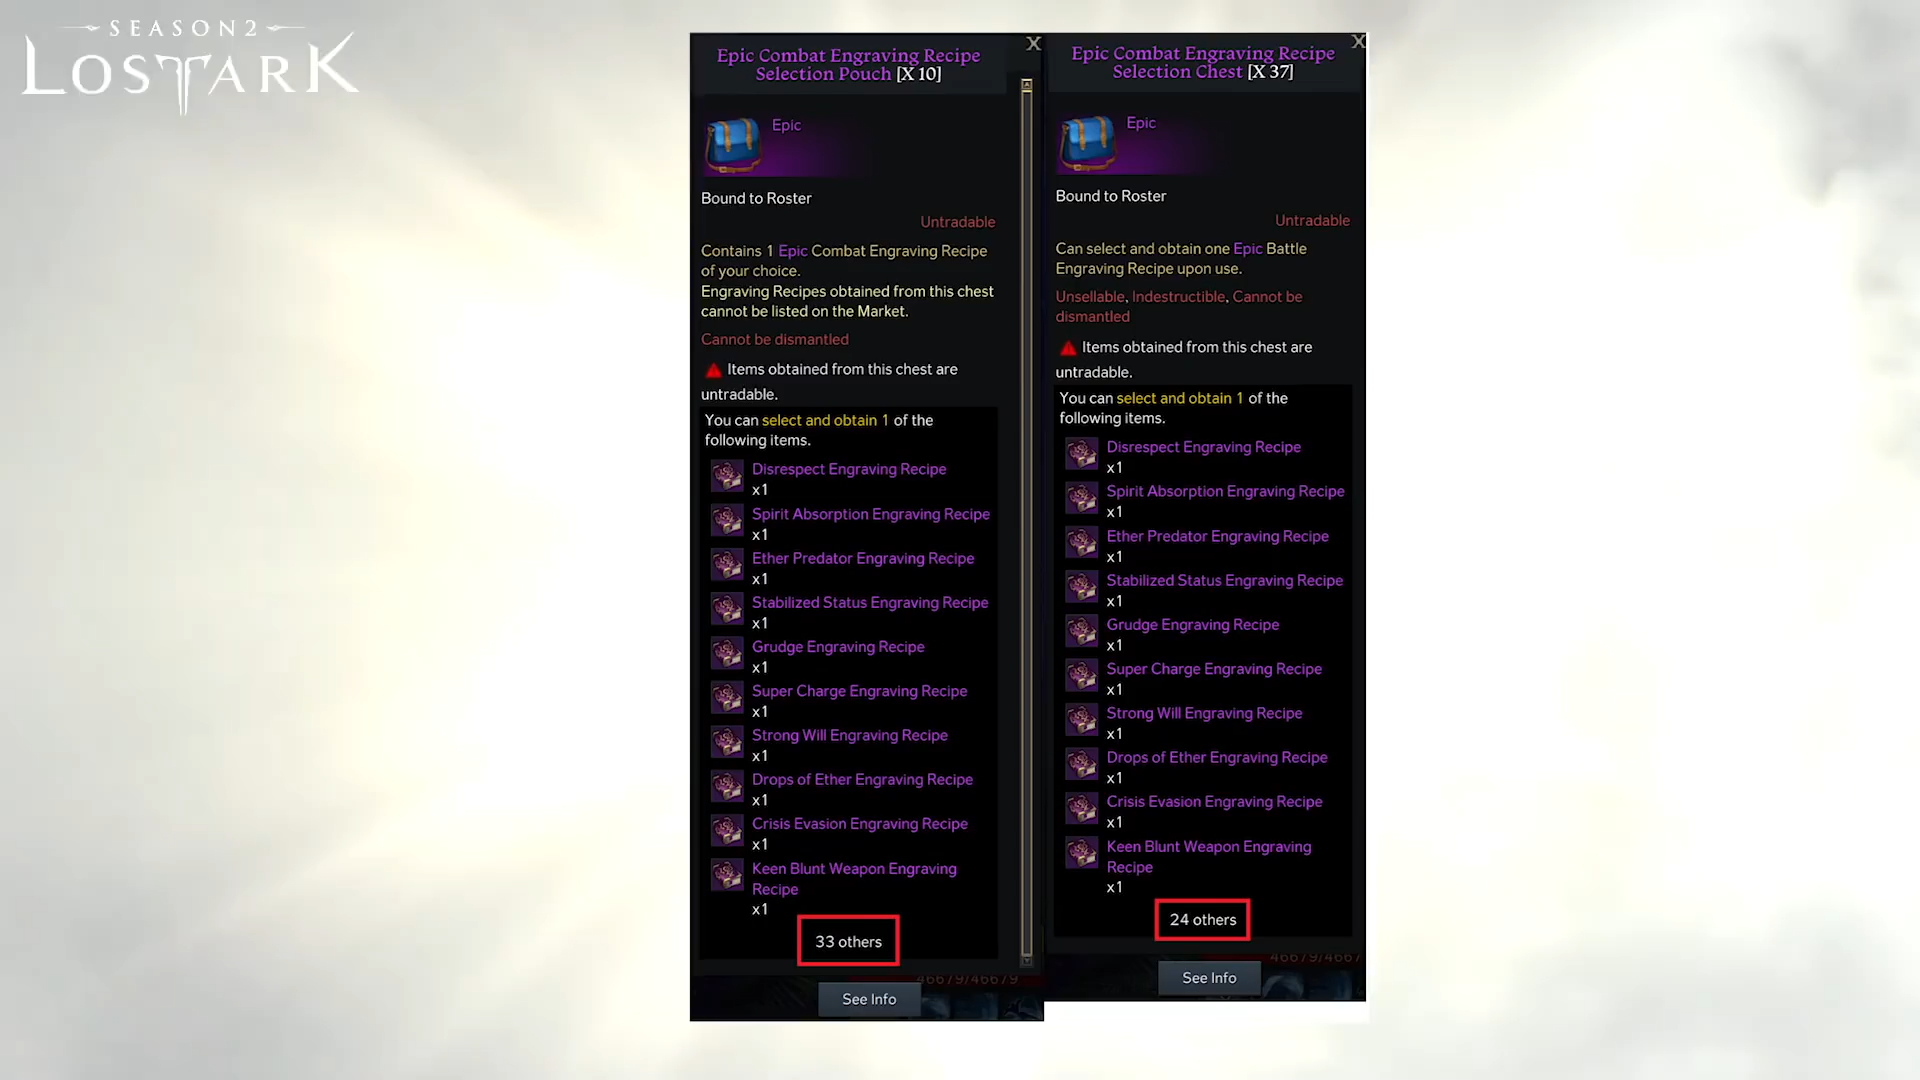 SEASON 2
LOST ARK
Epic Combat Engraving Recipe
Selection Pouch [X 10]
X
Epic
Bound to Roster
Untradable
Contains 1 Epic Combat Engraving Recipe
of your choice.
Engraving Recipes obtained from this chest
cannot be listed on the Market.
Cannot be dismantled
Items obtained from this chest are
untradable.
You can select and obtain 1 of the
following items.
Disrespect Engraving Recipe
x1
Spirit Absorption Engraving Recipe
x1
Ether Predator Engraving Recipe
x1
Stabilized Status Engraving Recipe
x1
Grudge Engraving Recipe
x1
Super Charge Engraving Recipe
x1
Strong Will Engraving Recipe
x1
Drops of Ether Engraving Recipe
x1
Crisis Evasion Engraving Recipe
x1
Keen Blunt Weapon Engraving
Recipe
x1
33 others
46679/46679
See Info
Epic Combat Engraving Recipe
Selection Chest [X 37]
X
Epic
Bound to Roster
Untradable
Can select and obtain one Epic Battle
Engraving Recipe upon use.
Unsellable, Indestructible, Cannot be
dismantled
Items obtained from this chest are
untradable.
You can select and obtain 1 of the
following items.
Disrespect Engraving Recipe
x1
Spirit Absorption Engraving Recipe
x1
Ether Predator Engraving Recipe
x1
Stabilized Status Engraving Recipe
x1
Grudge Engraving Recipe
x1
Super Charge Engraving Recipe
x1
Strong Will Engraving Recipe
x1
Drops of Ether Engraving Recipe
x1
Crisis Evasion Engraving Recipe
x1
Keen Blunt Weapon Engraving
Recipe
x1
24 others
46679/4667
See Info